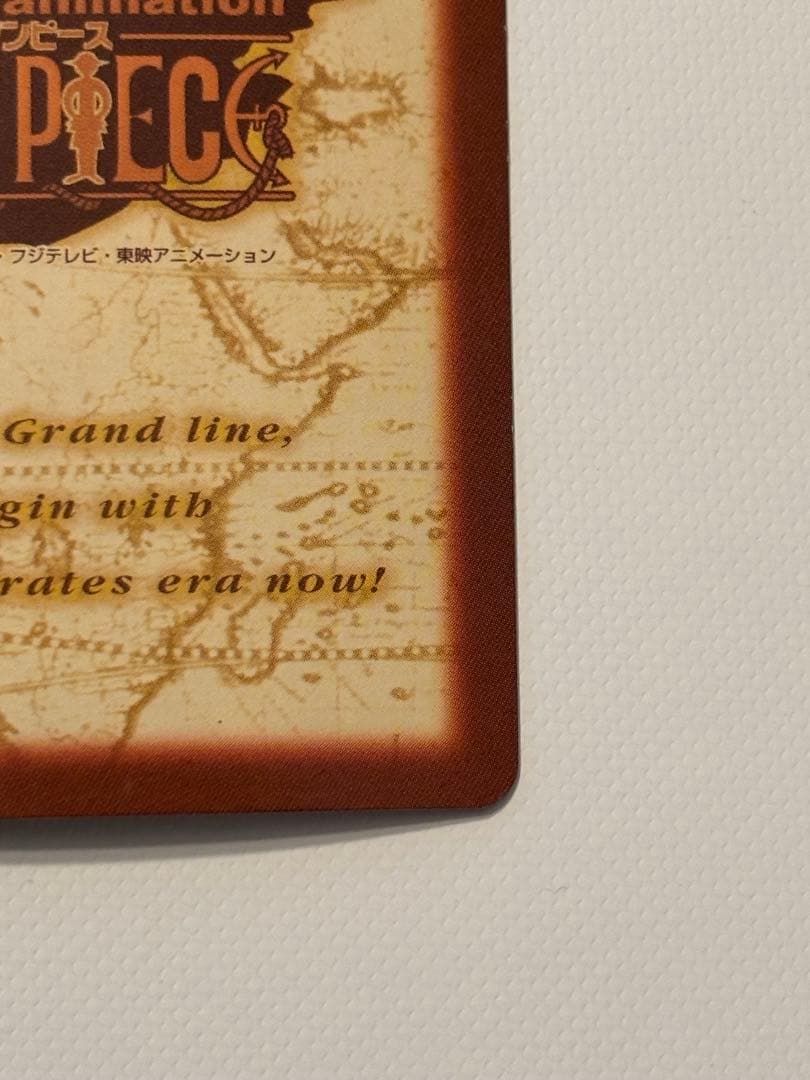 animation
ンピース
PIECE
・フジテレビ・東映アニメーション
Grand line,
gin with
rates era now!